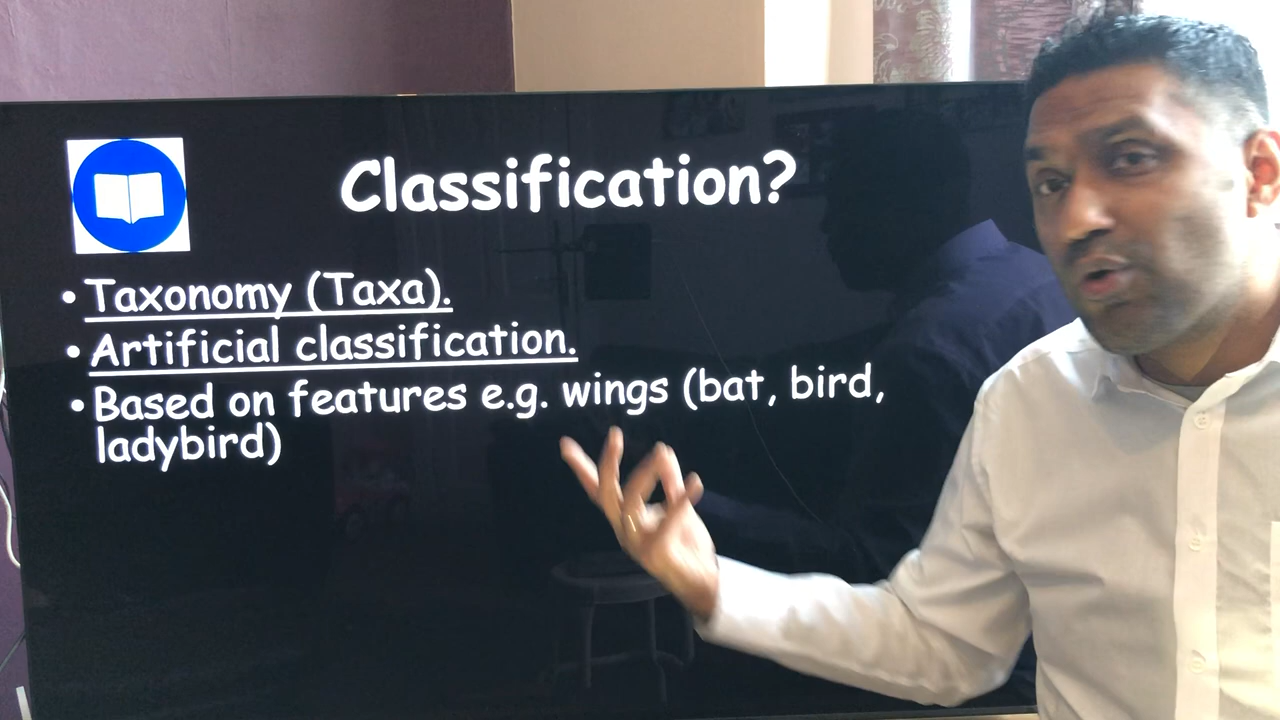 Classification?
• Taxonomy (Taxa).
• Artificial classification.
• Based on features e.g. wings (bat, bird,
ladybird)